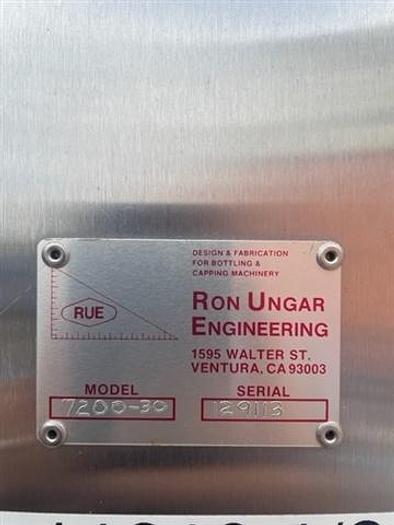 DESIGN & FABRICATION
FOR BOTTLING &
CAPPING MACHINERY
RUE
RON UNGAR
ENGINEERING
1595 WALTER ST.
VENTURA, CA 93003
MODEL SERIAL
7200-30 129113